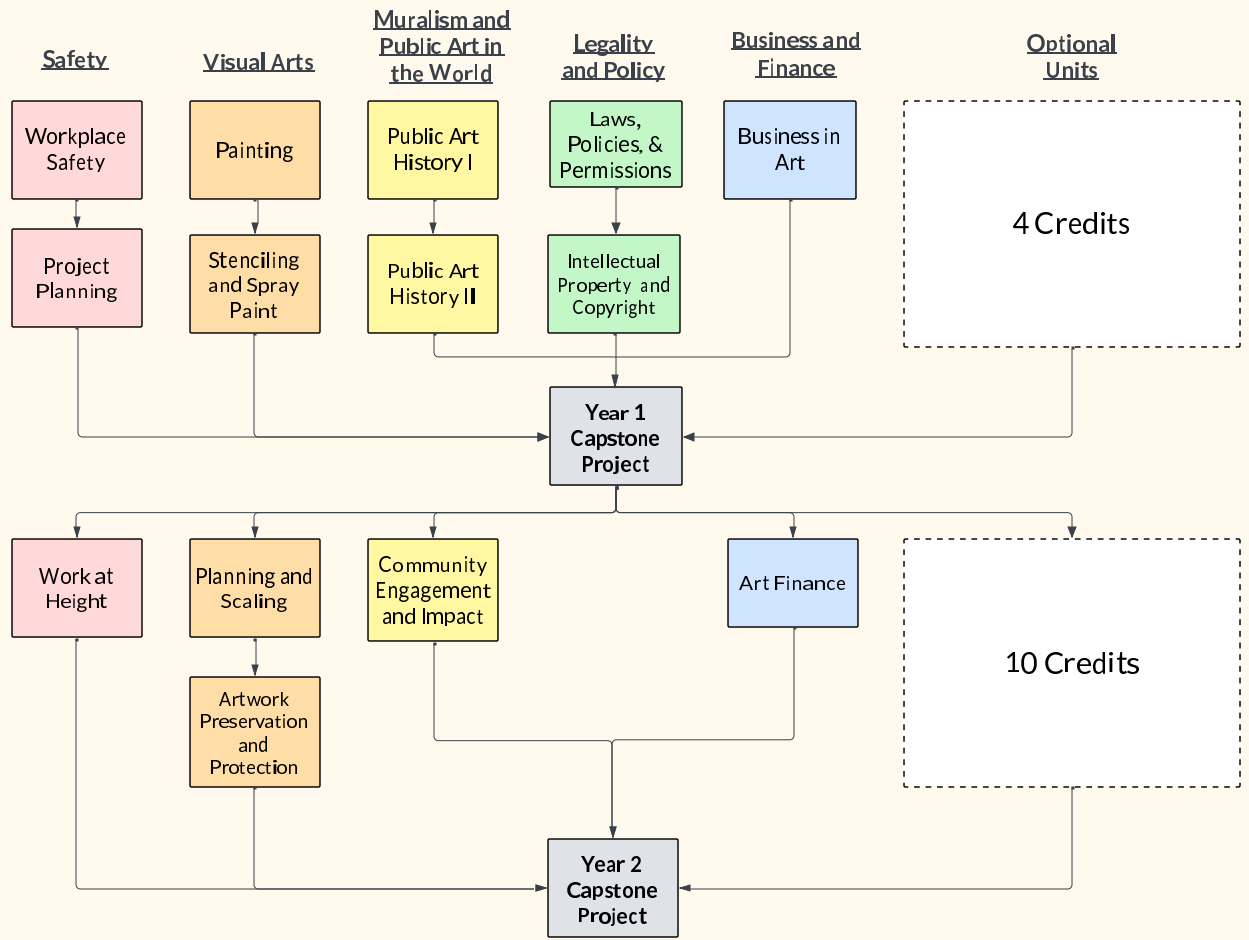 Safety
Visual Arts
Muralism and
Public Art in
the World
Legality
and Policy
Business and
Finance
Optional
Units
Workplace
Safety
Painting
Public Art
History I
Laws,
Policies, &
Permissions
Business in
Art
4 Credits
Project
Planning
Stenciling
and Spray
Paint
Public Art
History II
Intellectual
Property and
Copyright
Year 1
Capstone
Project
Work at
Height
Planning and
Scaling
Community
Engagement
and Impact
Art Finance
10 Credits
Artwork
Preservation
and
Protection
Year 2
Capstone
Project